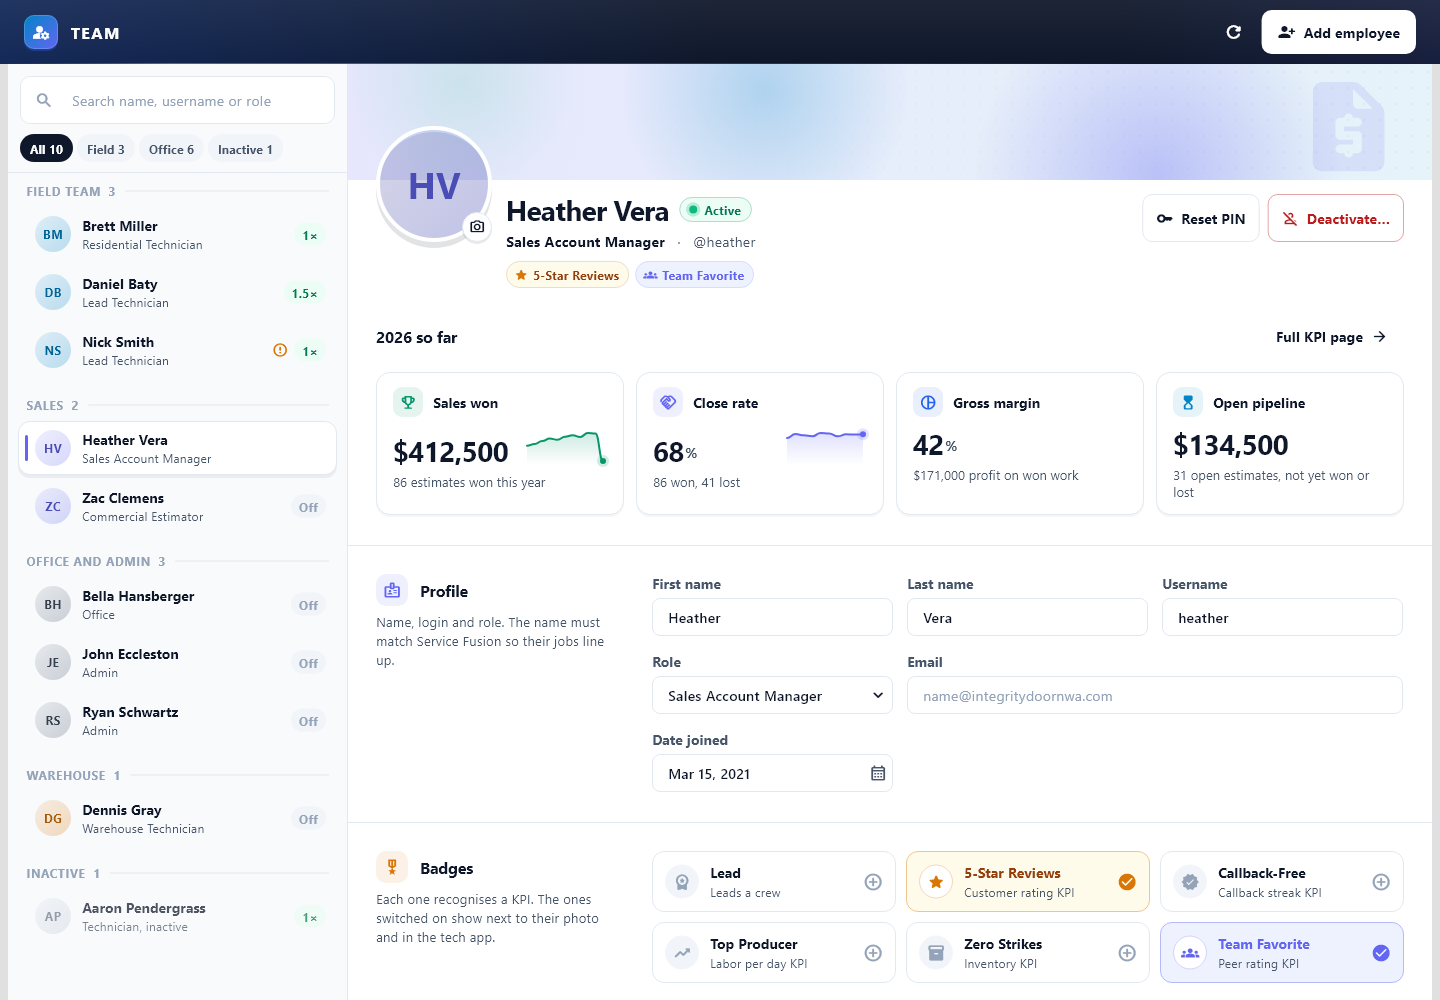 TEAM
Add employee
Search name, username or role
All 10
Field 3
Office 6
Inactive 1
FIELD TEAM 3
BM
Brett Miller
Residential Technician
1×
DB
Daniel Baty
Lead Technician
1.5×
NS
Nick Smith
Lead Technician
1×
SALES 2
HV
Heather Vera
Sales Account Manager
ZC
Zac Clemens
Commercial Estimator
Off
OFFICE AND ADMIN 3
BH
Bella Hansberger
Office
Off
JE
John Eccleston
Admin
Off
RS
Ryan Schwartz
Admin
Off
WAREHOUSE 1
DG
Dennis Gray
Warehouse Technician
Off
INACTIVE 1
AP
Aaron Pendergrass
Technician, inactive
1×
HV
Heather Vera
Active
Sales Account Manager · @heather
5-Star Reviews
Team Favorite
Reset PIN
Deactivate...
2026 so far
Full KPI page
Sales won
$412,500
86 estimates won this year
Close rate
68%
86 won, 41 lost
Gross margin
42%
$171,000 profit on won work
Open pipeline
$134,500
31 open estimates, not yet won or
lost
Profile
Name, login and role. The name must
match Service Fusion so their jobs line
up.
First name
Heather
Last name
Vera
Username
heather
Role
Sales Account Manager
Email
name@integritydoornwa.com
Date joined
Mar 15, 2021
Badges
Each one recognises a KPI. The ones
switched on show next to their photo
and in the tech app.
Lead
Leads a crew
5-Star Reviews
Customer rating KPI
Callback-Free
Callback streak KPI
Top Producer
Labor per day KPI
Zero Strikes
Inventory KPI
Team Favorite
Peer rating KPI